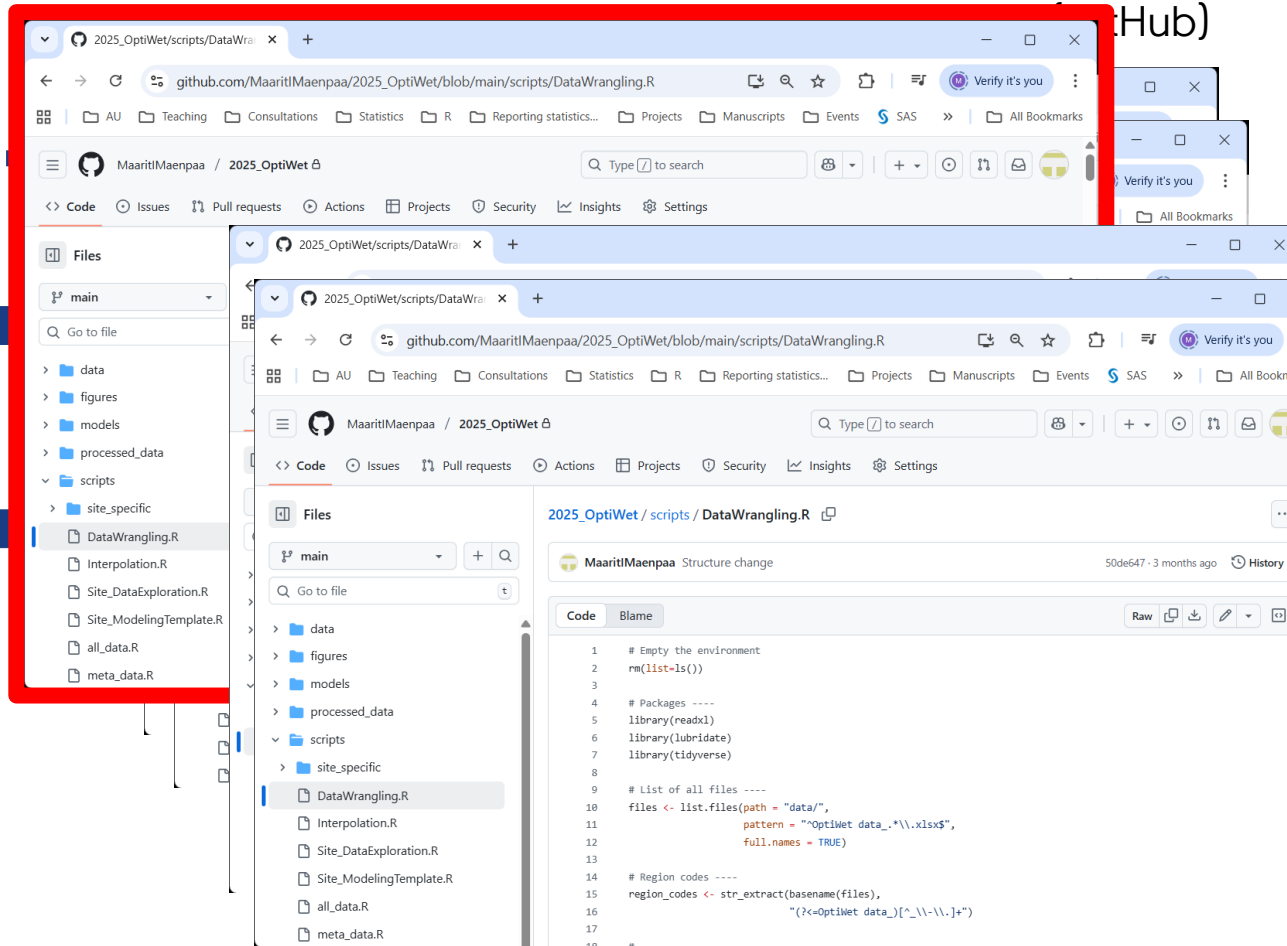 tHub)
2025_OptiWet/scripts/DataWra
github.com/MaaritIMaenpaa/2025_OptiWet/blob/main/scripts/DataWrangling.R
M
Verify it's you
AU Teaching Consultations Statistics R Reporting statistics... Projects Manuscripts Events SAS » All Bookmarks
MaaritIMaenpaa / 2025_OptiWet
Type / to search
Code Issues Pull requests Actions Projects Security Insights Settings
Files
main
Go to file
data
figures
models
processed_data
scripts
site_specific
DataWrangling.R
Interpolation.R
Site_DataExploration.R
Site_ModelingTemplate.R
all_data.R
meta_data.R
Verify it's you
All Bookmarks
2025_OptiWet/scripts/DataWra
2025_OptiWet/scripts/DataWra
github.com/MaaritIMaenpaa/2025_OptiWet/blob/main/scripts/DataWrangling.R
M
Verify it's you
AU Teaching Consultations Statistics R Reporting statistics... Projects Manuscripts Events SAS » All Bookn
MaaritIMaenpaa / 2025_OptiWet
Type / to search
Code Issues Pull requests Actions Projects Security Insights Settings
Files
main
Go to file t
data
figures
models
processed_data
scripts
site_specific
DataWrangling.R
Interpolation.R
Site_DataExploration.R
Site_ModelingTemplate.R
all_data.R
meta_data.R
2025_OptiWet / scripts / DataWrangling.R
MaaritIMaenpaa Structure change 50de647 · 3 months ago History
Code Blame Raw
1 # Empty the environment
2 rm(list=ls())
3
4 # Packages ----
5 library(readxl)
6 library(lubridate)
7 library(tidyverse)
8
9 # List of all files ----
10 files <- list.files(path = "data/",
11 pattern = "^OptiWet data_.*\\.xlsx$",
12 full.names = TRUE)
13
14 # Region codes ----
15 region_codes <- str_extract(basename(files),
16 "(?<=OptiWet data_)[^_\\-\\.]+")
17